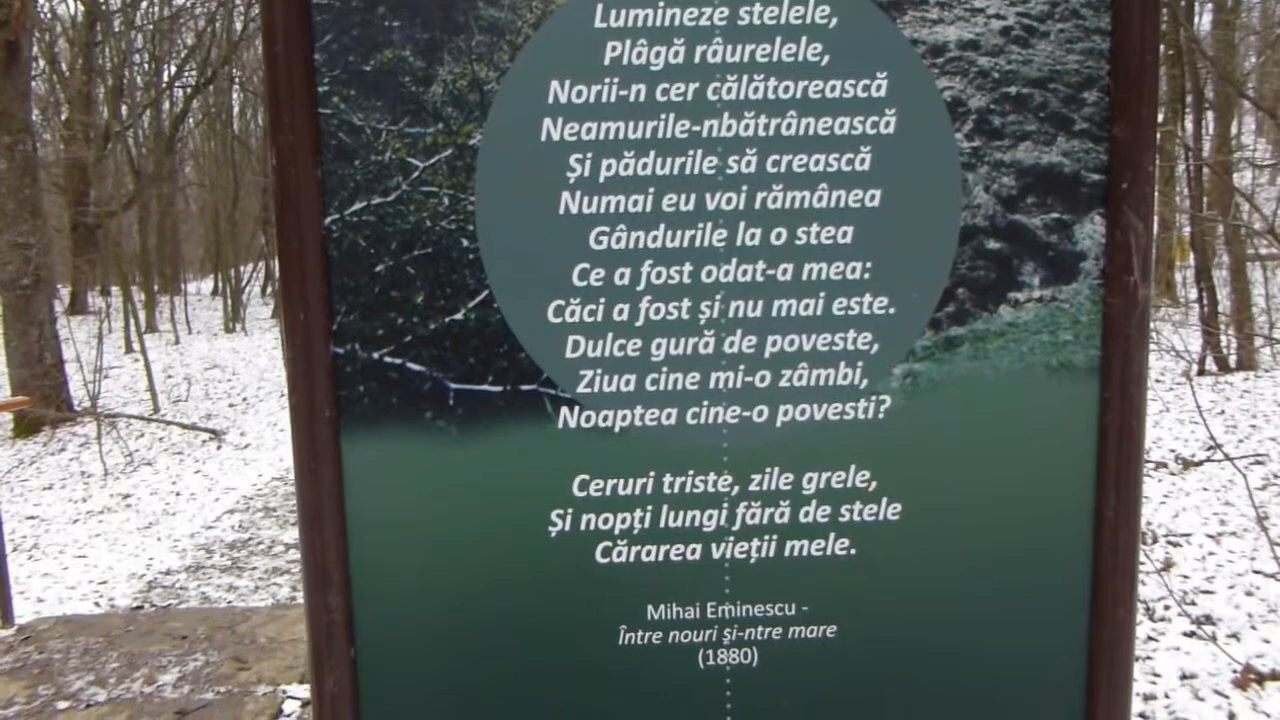 Lumineze stelele,
Plâgă râurelele,
Norii-n cer călătorească
Neamurile-nbătrânească
Și pădurile să crească
Numai eu voi rămânea
Gândurile la o stea
Ce a fost odat-a mea:
Căci a fost și nu mai este.
Dulce gură de poveste,
Ziua cine mi-o zâmbi,
Noaptea cine-o povesti?
Ceruri triste, zile grele,
Și nopți lungi fără de stele
Cărarea vieții mele.
Mihai Eminescu -
Între nouri și-ntre mare
(1880)